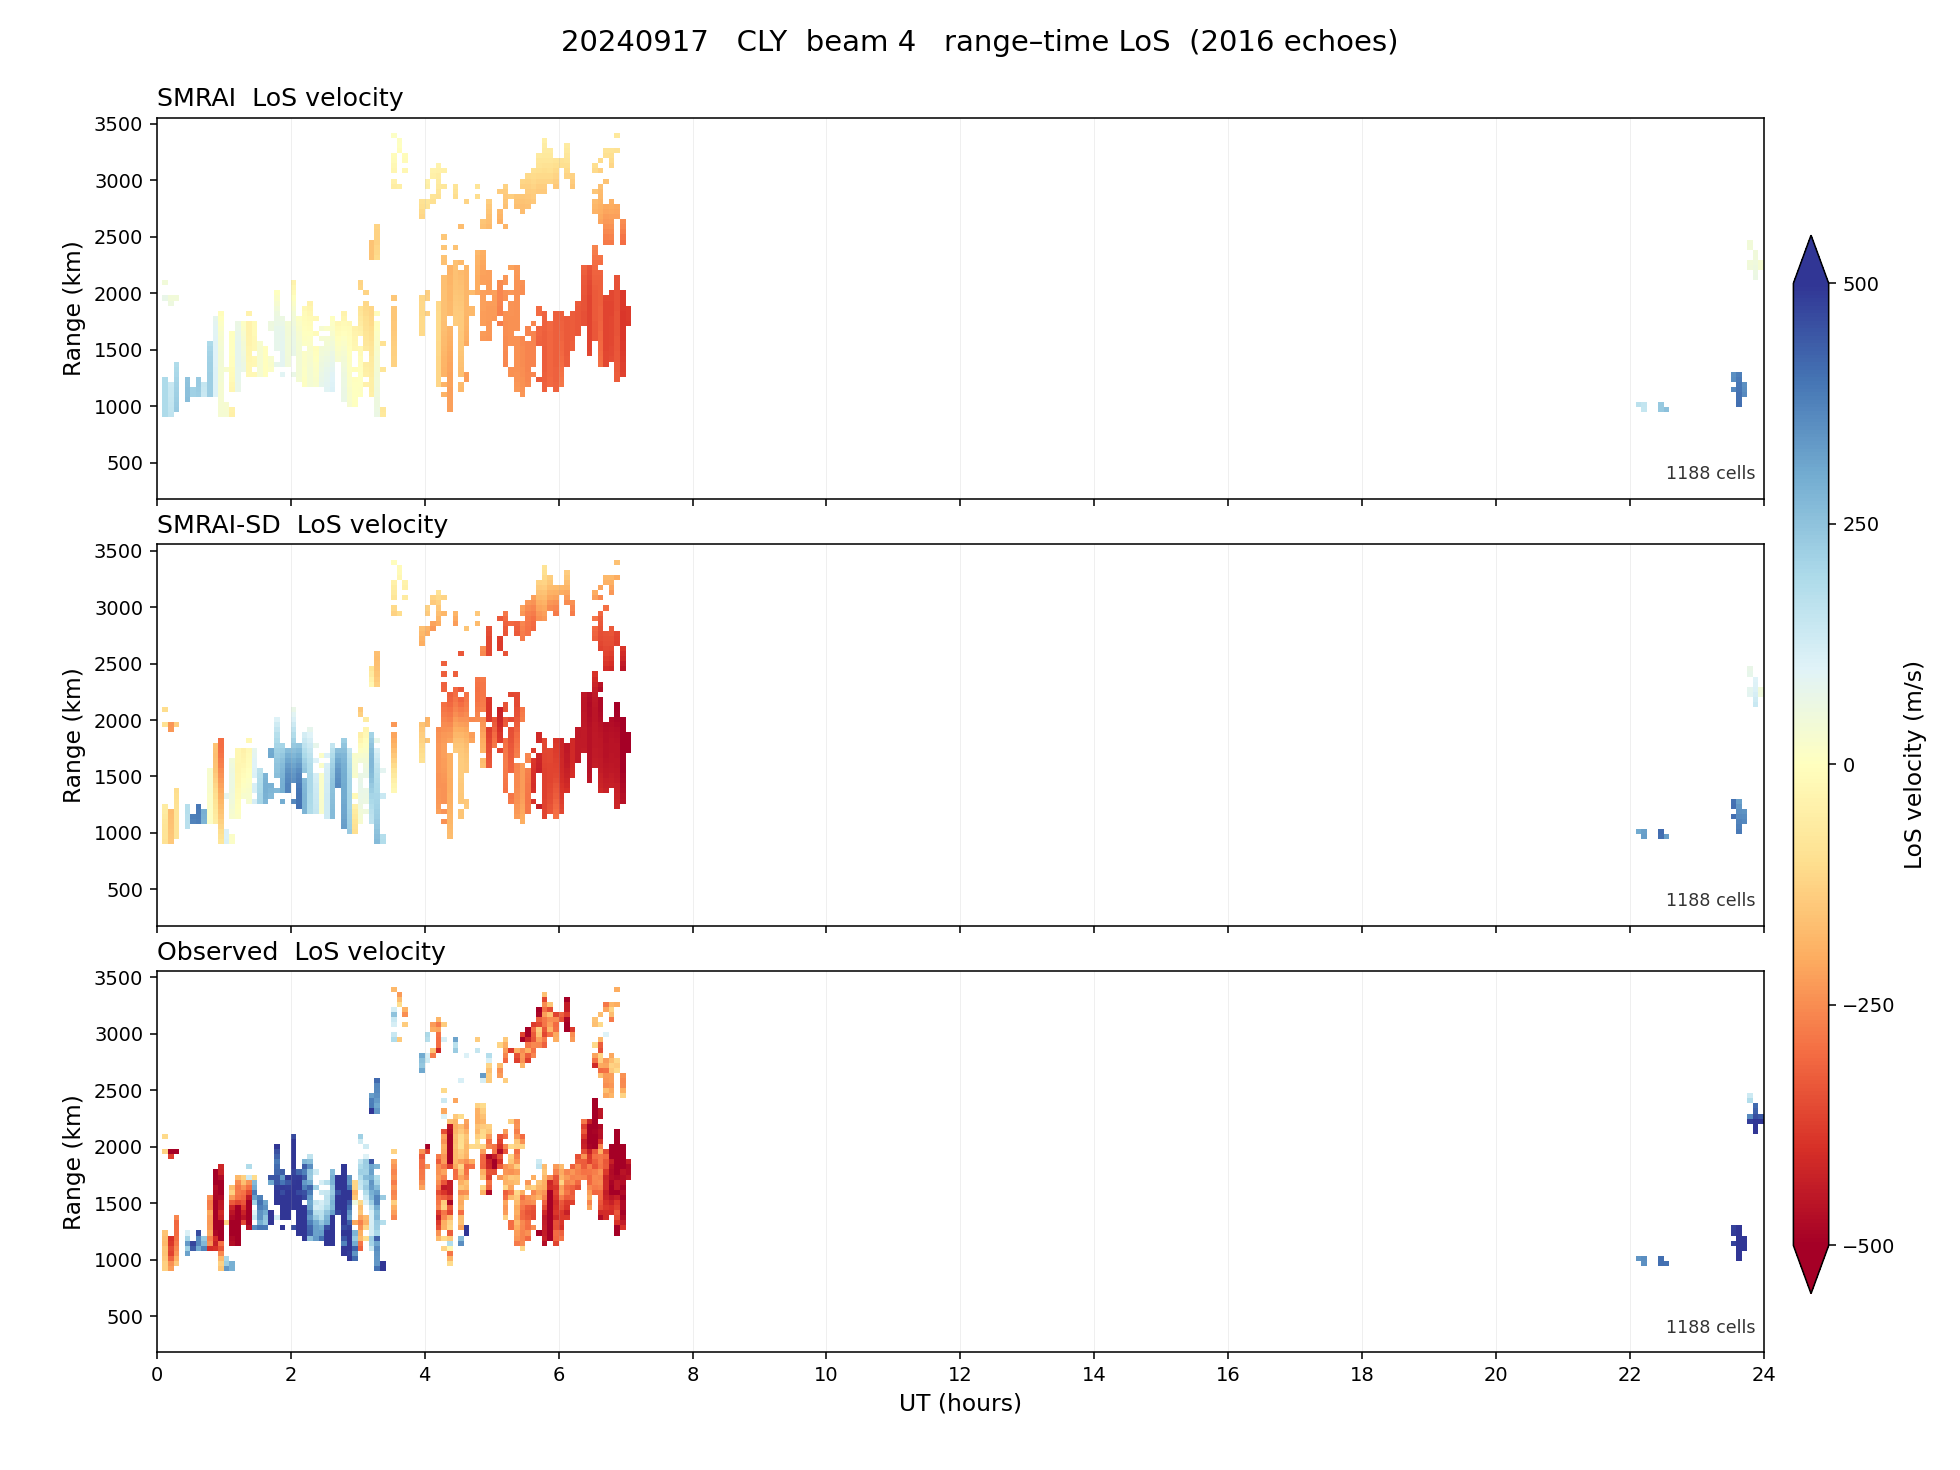 20240917   CLY  beam 4   range–time LoS  (2016 echoes)
SMRAI  LoS velocity
3500
3000
2500
2000
1500
1000
500
Range (km)
1188 cells
SMRAI-SD  LoS velocity
3500
3000
2500
2000
1500
1000
500
Range (km)
1188 cells
Observed  LoS velocity
3500
3000
2500
2000
1500
1000
500
Range (km)
1188 cells
0 2 4 6 8 10 12 14 16 18 20 22 24
UT (hours)
500
250
0
−250
−500
LoS velocity (m/s)